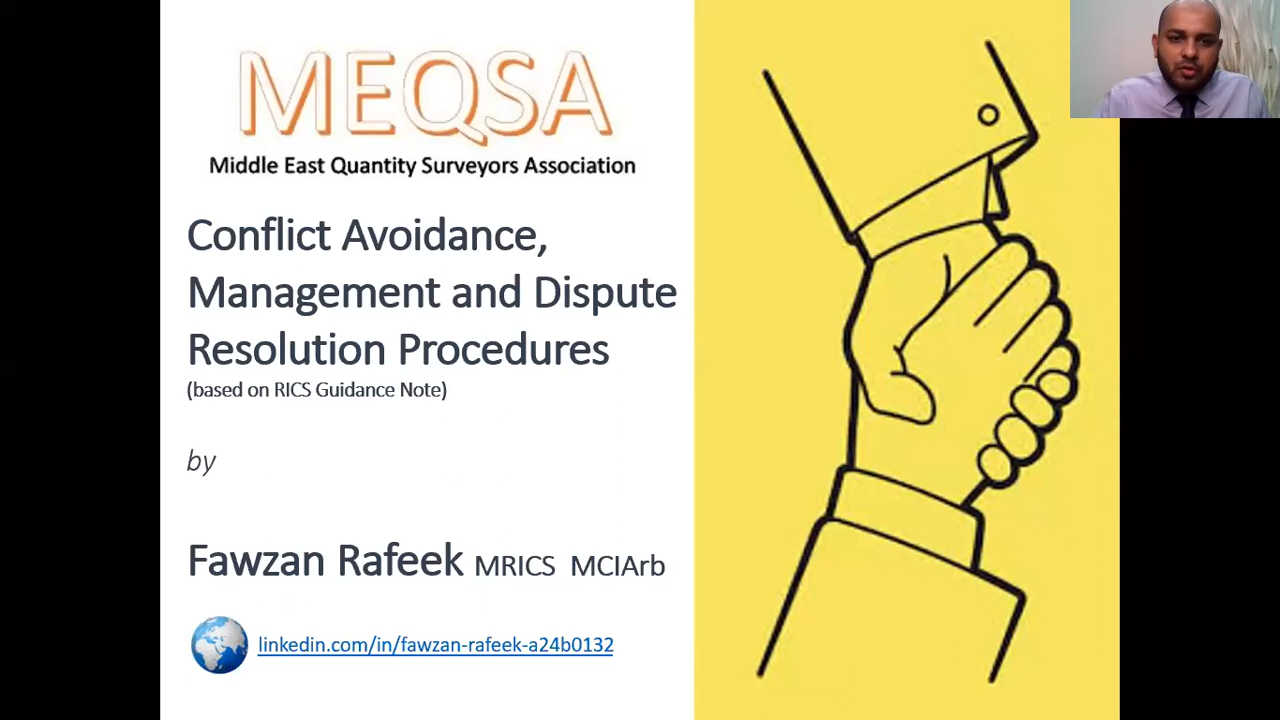 MEQSA
Middle East Quantity Surveyors Association
Conflict Avoidance,
Management and Dispute
Resolution Procedures
(based on RICS Guidance Note)
by
Fawzan Rafeek MRICS MCIArb
linkedin.com/in/fawzan-rafeek-a24b0132